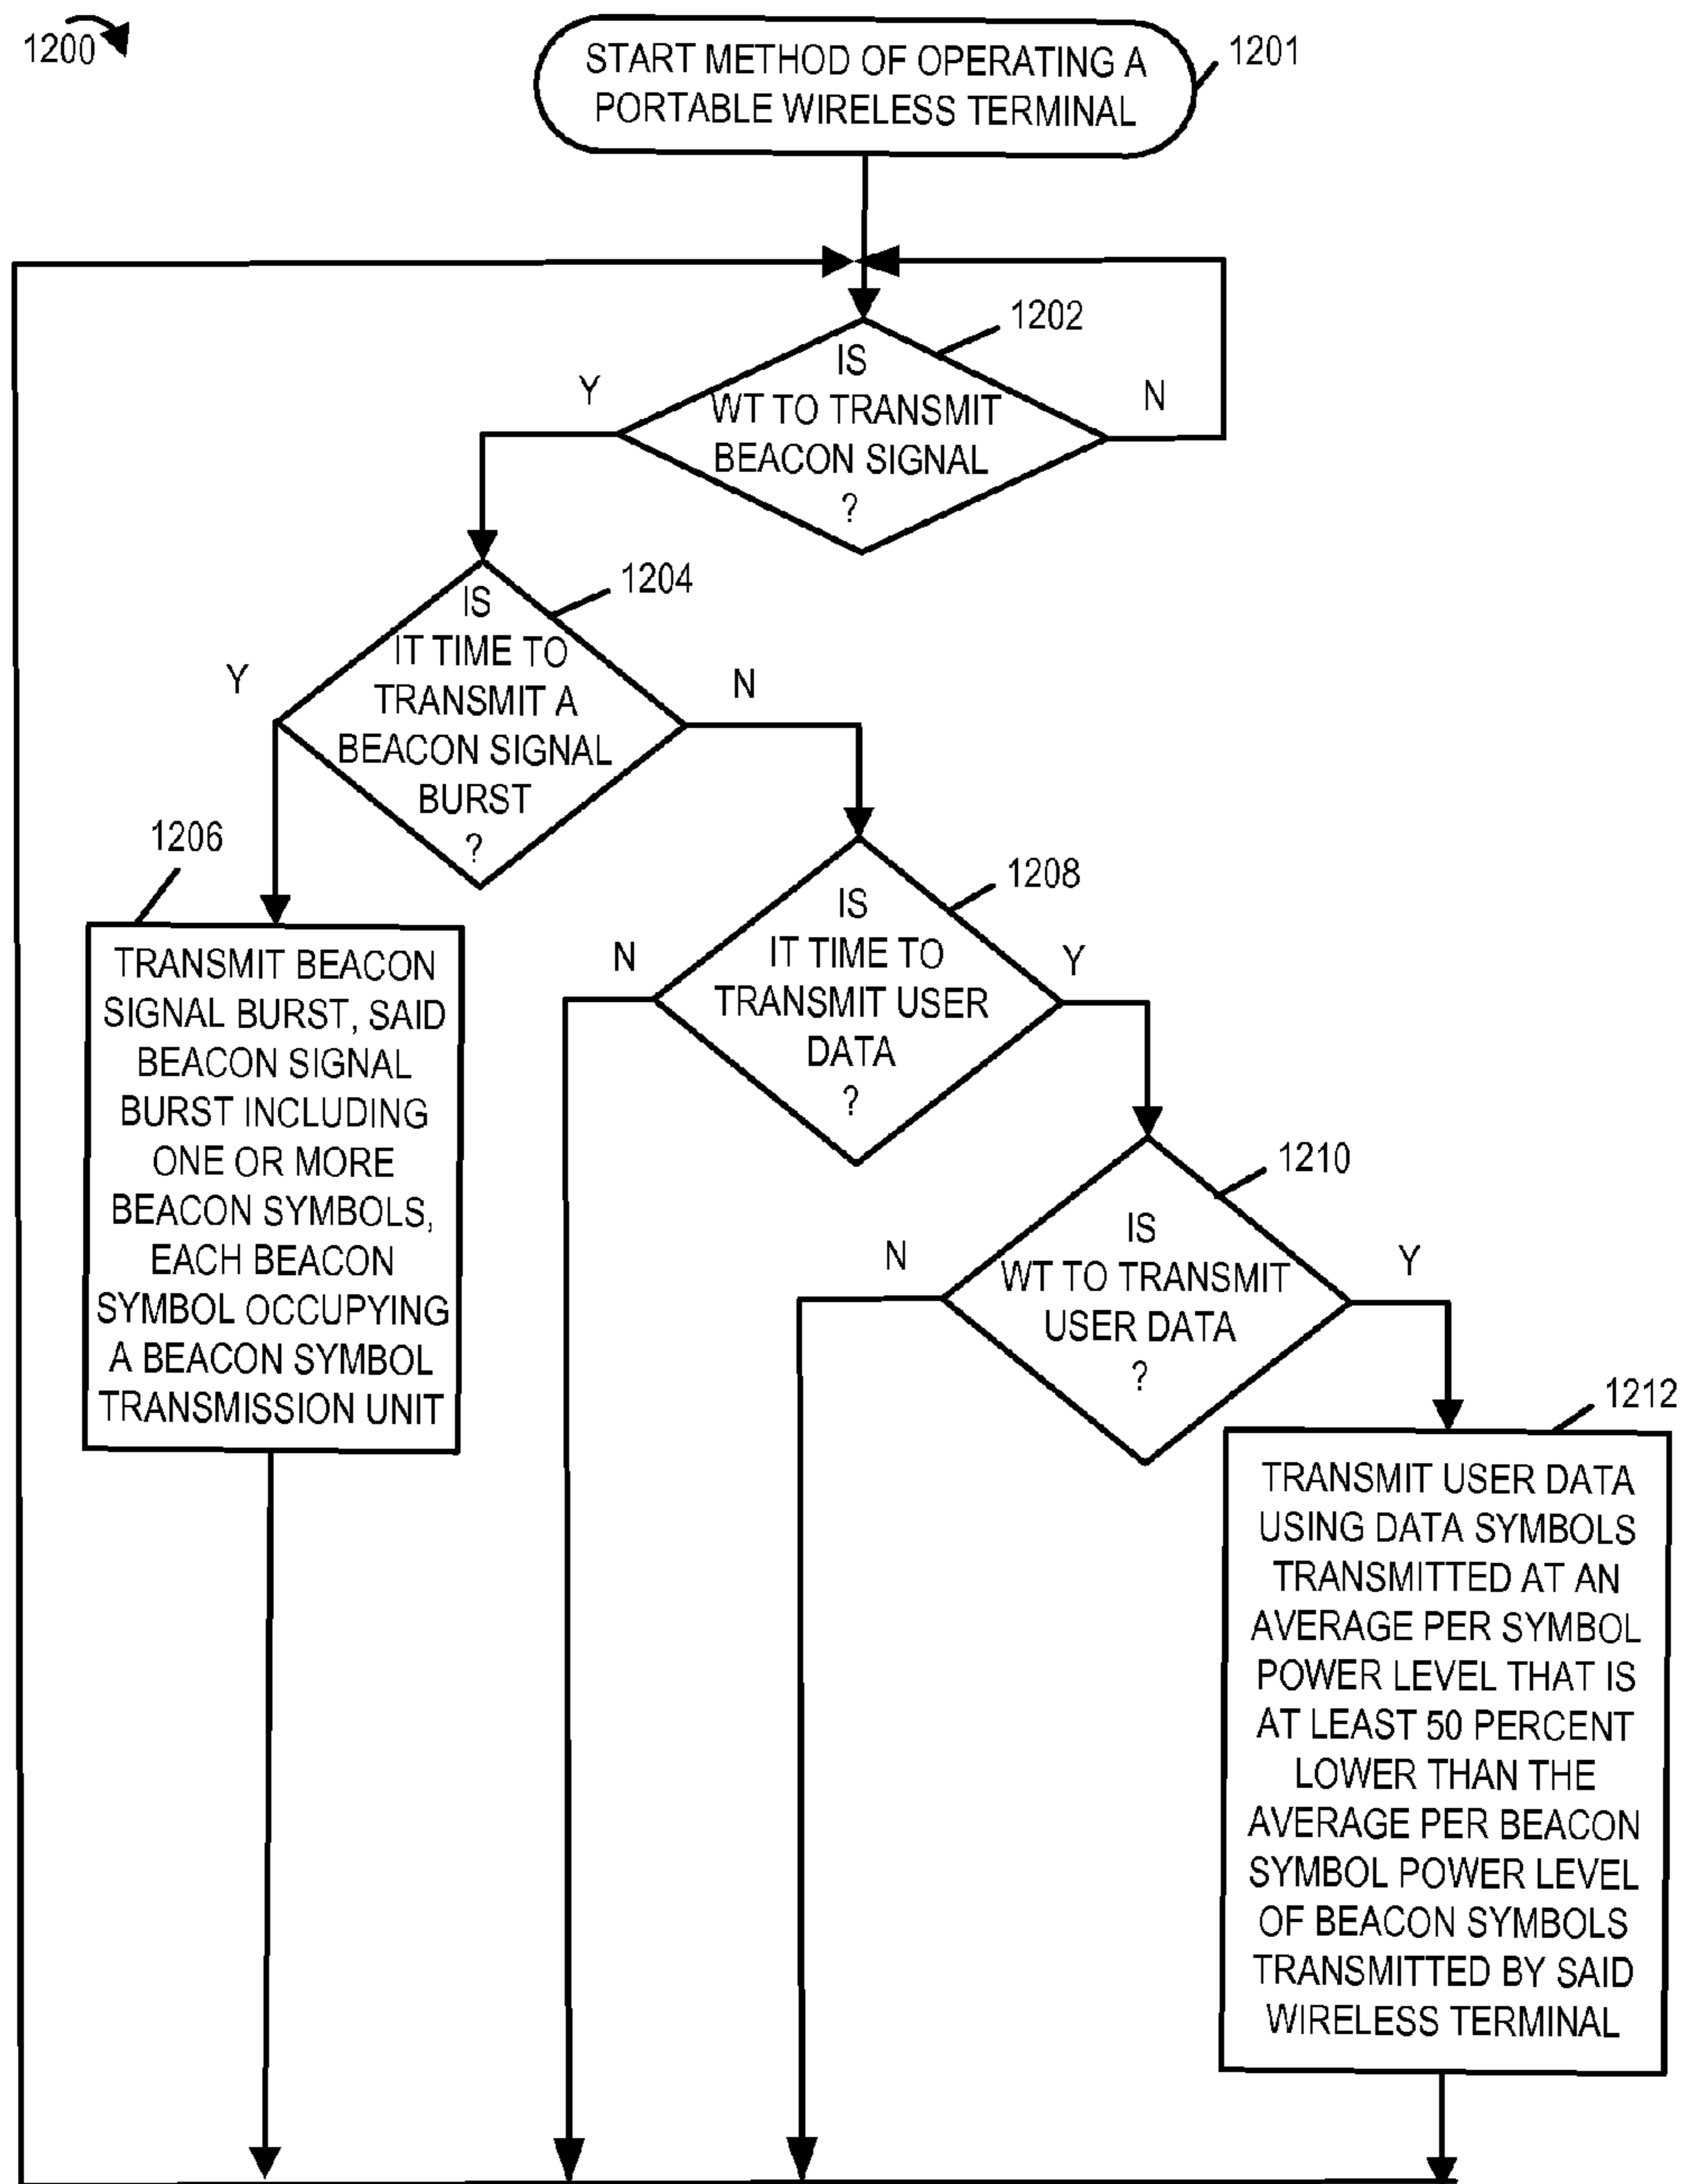 1200
START METHOD OF OPERATING A
PORTABLE WIRELESS TERMINAL
1201
1202
IS
WT TO TRANSMIT
BEACON SIGNAL
?
Y
N
1204
IS
IT TIME TO
TRANSMIT A
BEACON SIGNAL
BURST
?
Y
N
1206
TRANSMIT BEACON
SIGNAL BURST, SAID
BEACON SIGNAL
BURST INCLUDING
ONE OR MORE
BEACON SYMBOLS,
EACH BEACON
SYMBOL OCCUPYING
A BEACON SYMBOL
TRANSMISSION UNIT
1208
IS
IT TIME TO
TRANSMIT USER
DATA
?
N
Y
1210
IS
WT TO TRANSMIT
USER DATA
?
N
Y
1212
TRANSMIT USER DATA
USING DATA SYMBOLS
TRANSMITTED AT AN
AVERAGE PER SYMBOL
POWER LEVEL THAT IS
AT LEAST 50 PERCENT
LOWER THAN THE
AVERAGE PER BEACON
SYMBOL POWER LEVEL
OF BEACON SYMBOLS
TRANSMITTED BY SAID
WIRELESS TERMINAL